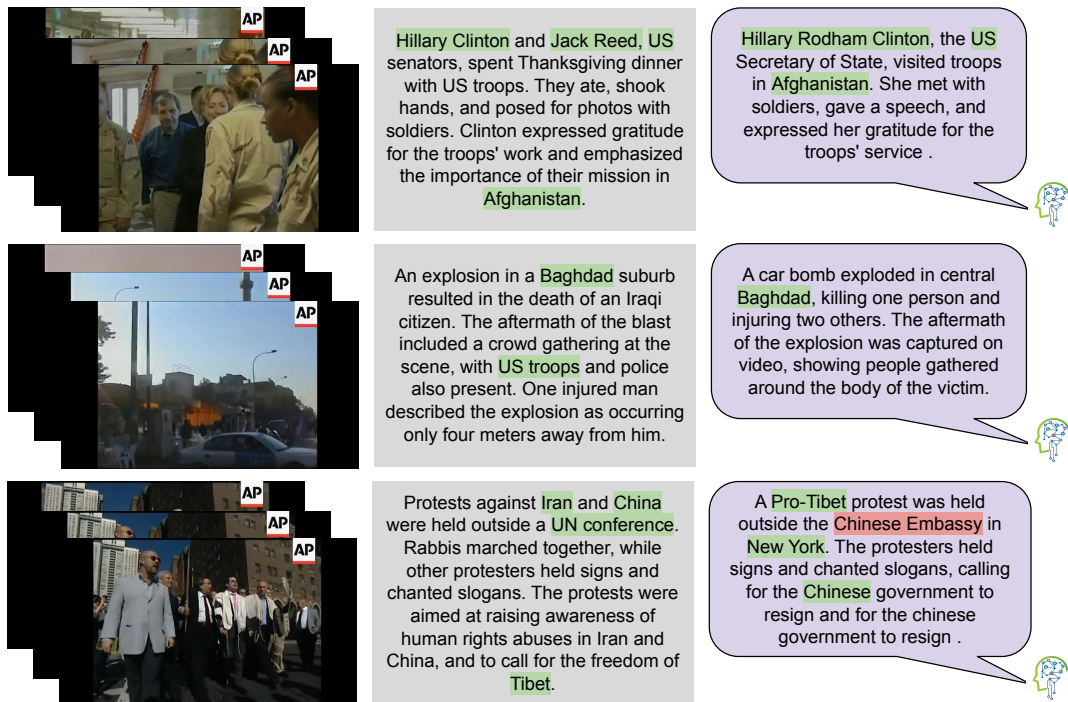 AP
AP
AP
Hillary Clinton and Jack Reed, US
senators, spent Thanksgiving dinner
with US troops. They ate, shook
hands, and posed for photos with
soldiers. Clinton expressed gratitude
for the troops' work and emphasized
the importance of their mission in
Afghanistan.
Hillary Rodham Clinton, the US
Secretary of State, visited troops
in Afghanistan. She met with
soldiers, gave a speech, and
expressed her gratitude for the
troops' service .
AP
AP
AP
An explosion in a Baghdad suburb
resulted in the death of an Iraqi
citizen. The aftermath of the blast
included a crowd gathering at the
scene, with US troops and police
also present. One injured man
described the explosion as occurring
only four meters away from him.
A car bomb exploded in central
Baghdad, killing one person and
injuring two others. The aftermath
of the explosion was captured on
video, showing people gathered
around the body of the victim.
AP
AP
AP
Protests against Iran and China
were held outside a UN conference.
Rabbis marched together, while
other protesters held signs and
chanted slogans. The protests were
aimed at raising awareness of
human rights abuses in Iran and
China, and to call for the freedom of
Tibet.
A Pro-Tibet protest was held
outside the Chinese Embassy in
New York. The protesters held
signs and chanted slogans, calling
for the Chinese government to
resign and for the chinese
government to resign .